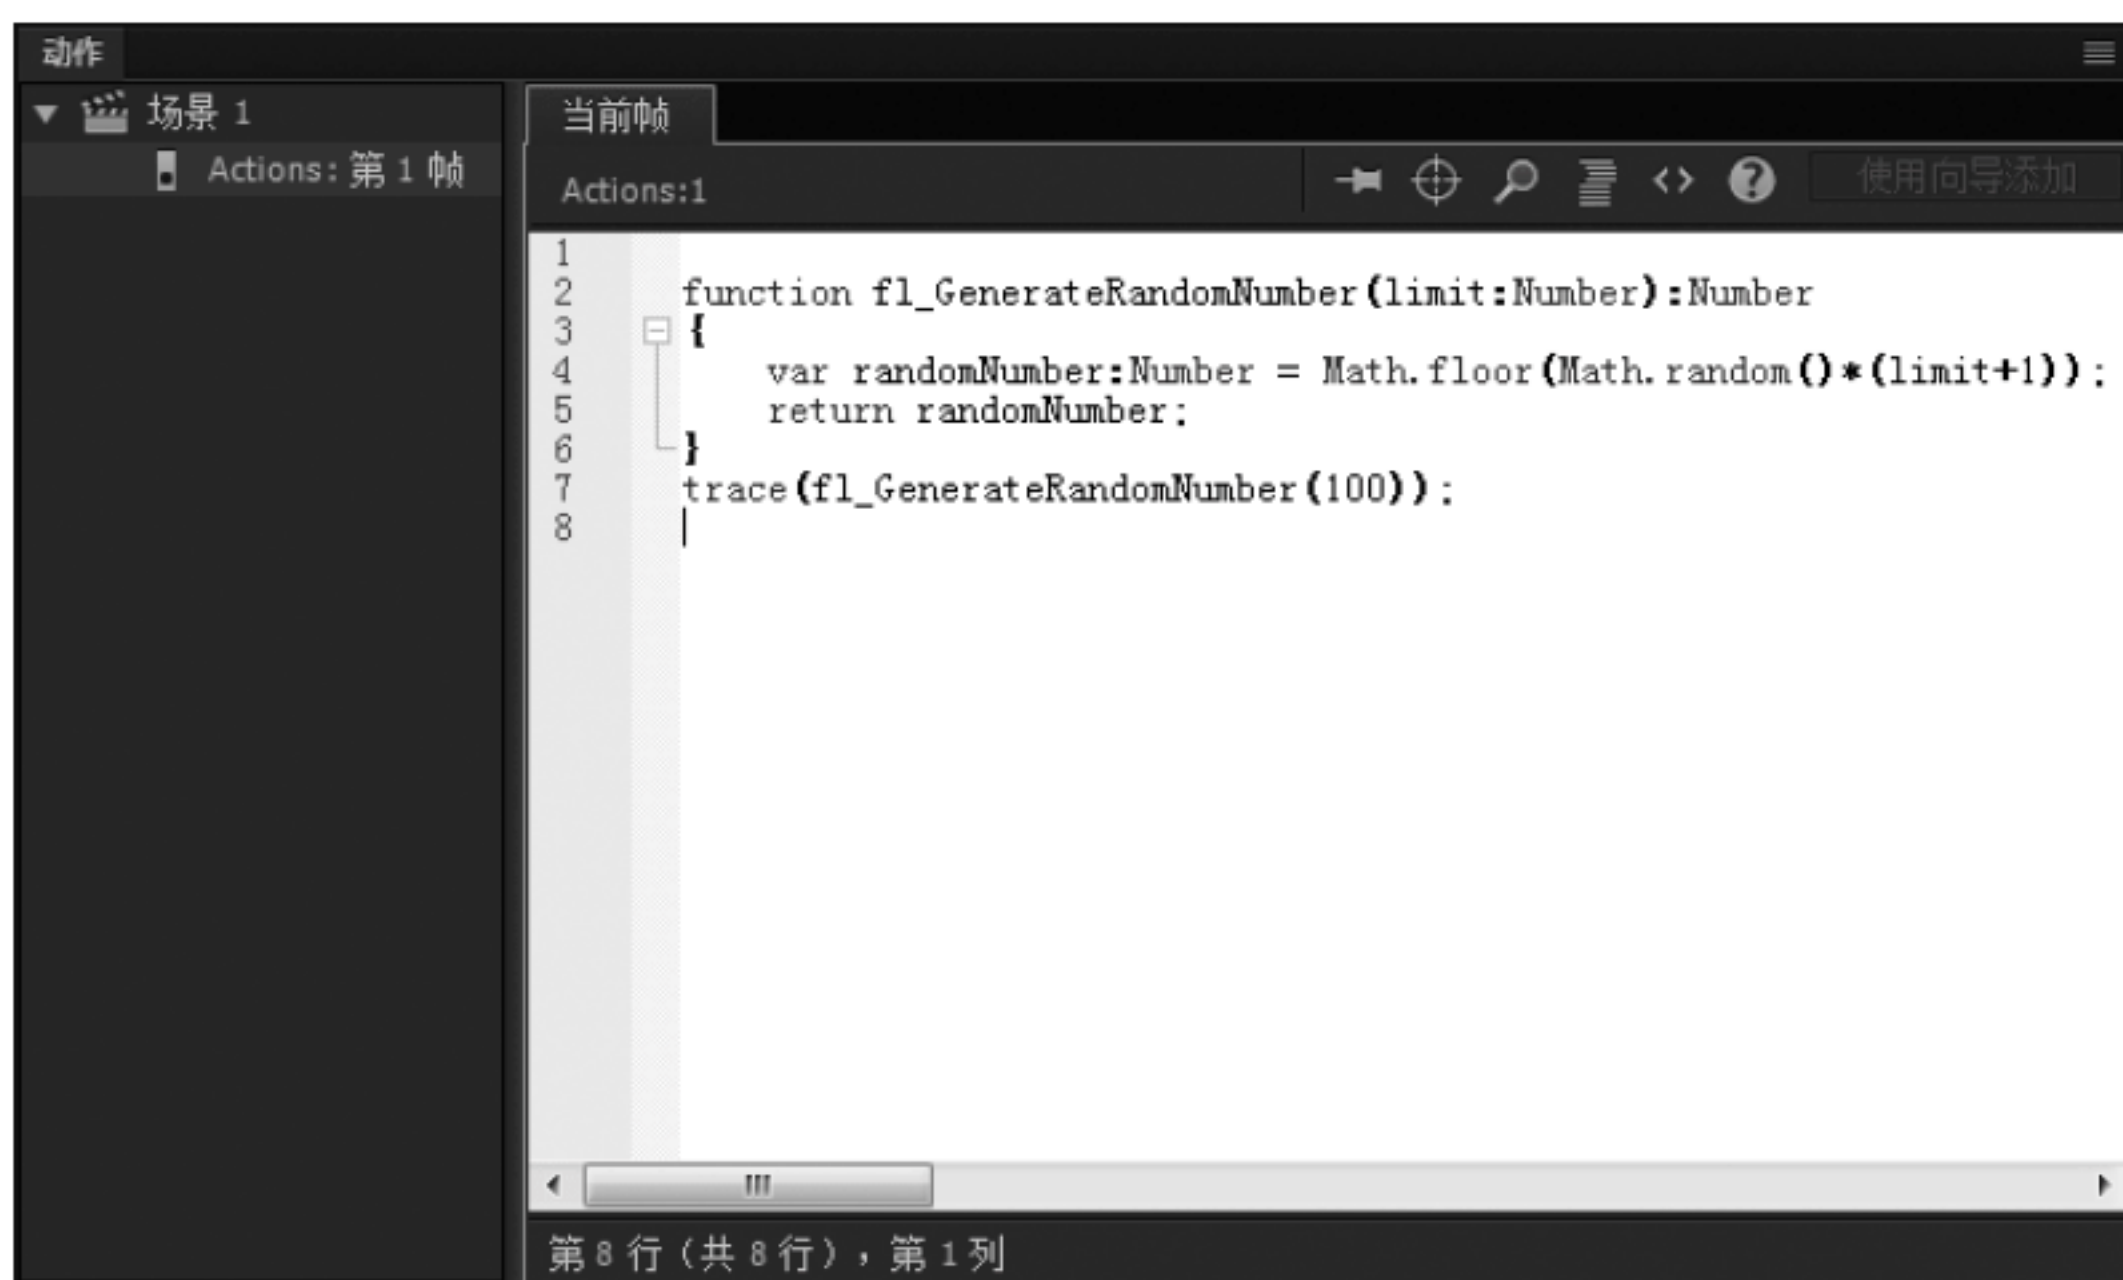 动作
场景 1
Actions: 第 1 帧
当前帧
Actions:1
使用向导添加
1
2 function fl_GenerateRandomNumber(limit:Number):Number
3 {
4 var randomNumber:Number = Math.floor(Math.random()*(limit+1));
5 return randomNumber;
6 }
7 trace(fl_GenerateRandomNumber(100));
8
第 8 行（共 8 行），第 1 列